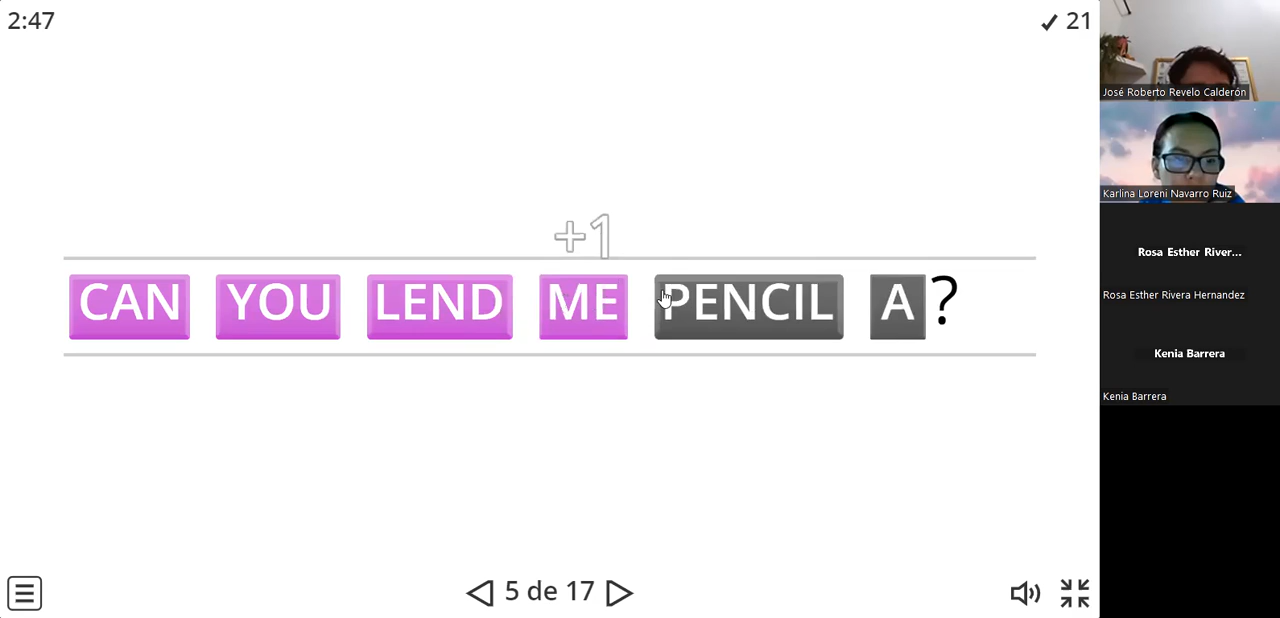 2:47
✓ 21
+1
CAN YOU LEND ME PENCIL A?
5 de 17
José Roberto Revelo Calderón
Karlina Loreni Navarro Ruiz
Rosa Esther River...
Rosa Esther Rivera Hernandez
Kenia Barrera
Kenia Barrera